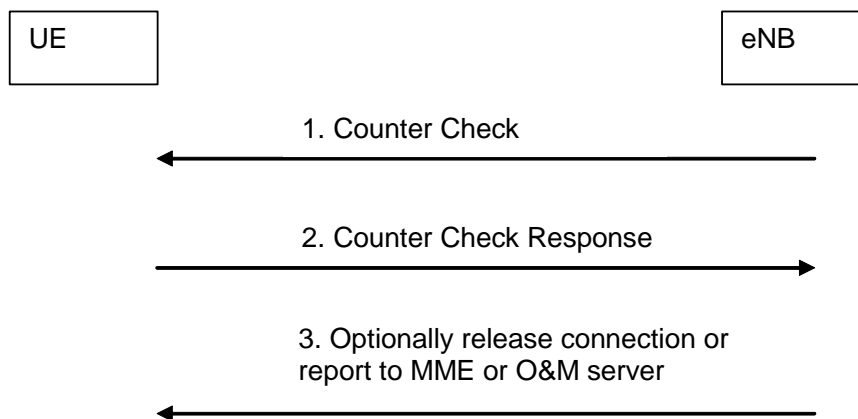 UE
eNB
1. Counter Check
2. Counter Check Response
3. Optionally release connection or
report to MME or O&M server